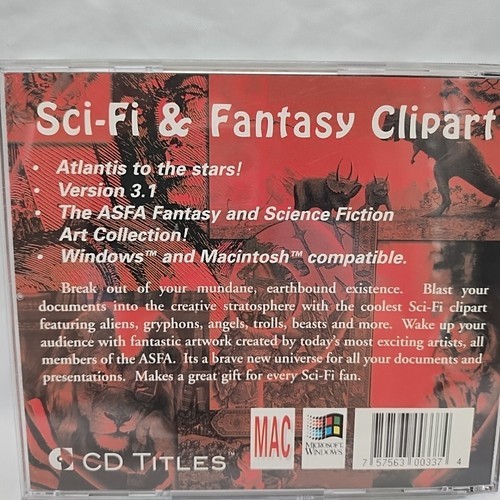 Sci-Fi & Fantasy Clipart
• Atlantis to the stars!
• Version 3.1
• The ASFA Fantasy and Science Fiction
Art Collection!
• Windows™ and Macintosh™ compatible.
Break out of your mundane, earthbound existence. Blast your
documents into the creative stratosphere with the coolest Sci-Fi clipart
featuring aliens, gryphons, angels, trolls, beasts and more. Wake up your
audience with fantastic artwork created by today's most exciting artists, all
members of the ASFA. Its a brave new universe for all your documents and
presentations. Makes a great gift for every Sci-Fi fan.
CD TITLES™
MAC
MICROSOFT
WINDOWS™
7 57563 00337 4